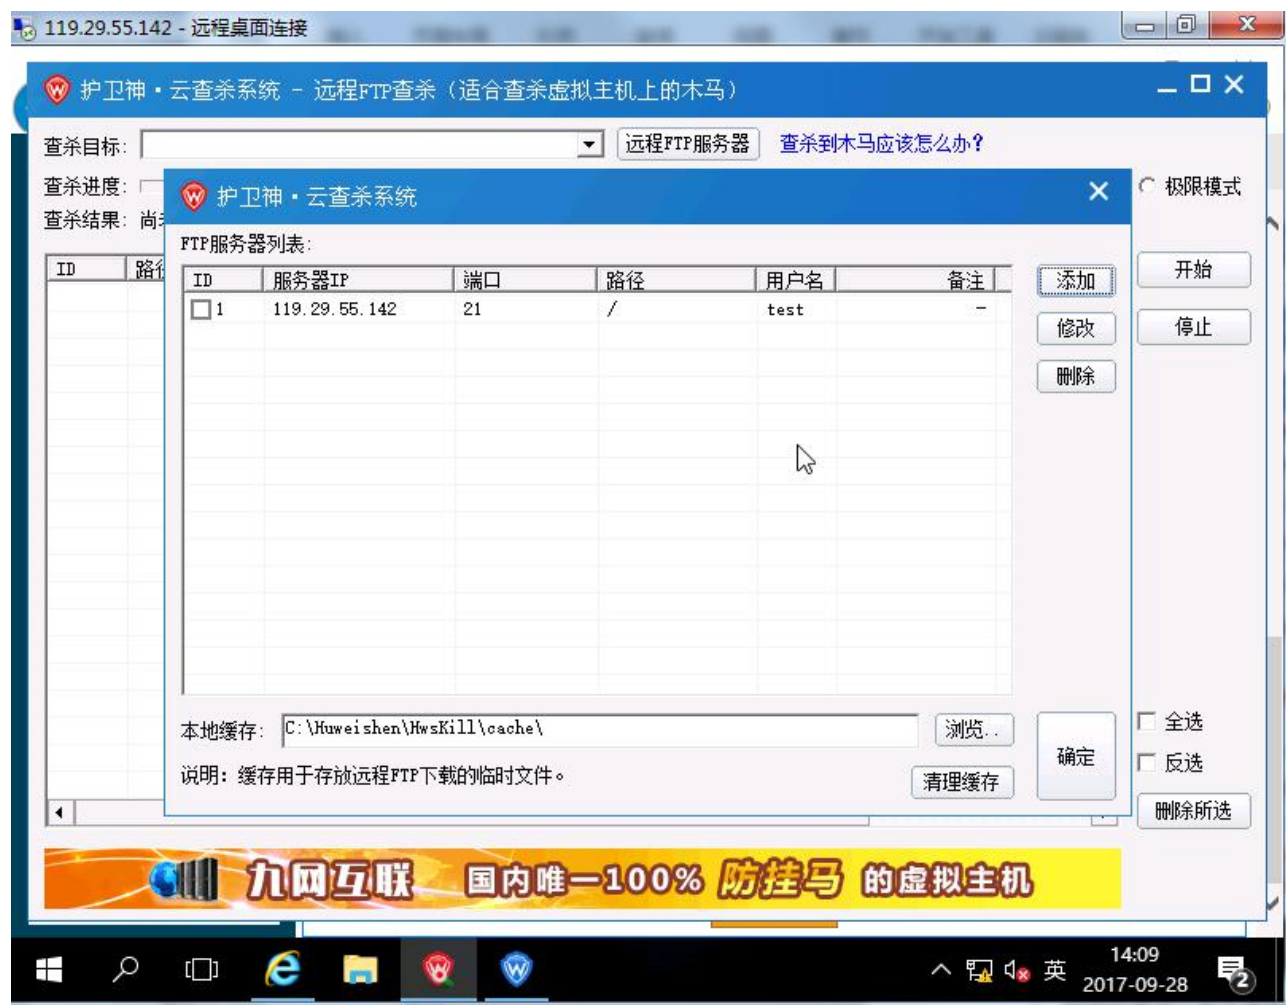 119.29.55.142 - 远程桌面连接
护卫神·云查杀系统 - 远程FTP查杀（适合查杀虚拟主机上的木马）
查杀目标: 远程FTP服务器 查杀到木马应该怎么办?
查杀进度: 极限模式
护卫神·云查杀系统
查杀结果: 尚
FTP服务器列表:
ID 路径 开始
ID 服务器IP 端口 路径 用户名 备注 添加
1 119.29.55.142 21 / test -
修改 停止
删除
本地缓存: C:\Huweishen\HwsKill\cache\ 浏览.. 全选
确定
说明: 缓存用于存放远程FTP下载的临时文件。 反选
清理缓存
删除所选
九网互联 国内唯一100% 防挂马 的虚拟主机
英 14:09
2017-09-28 2